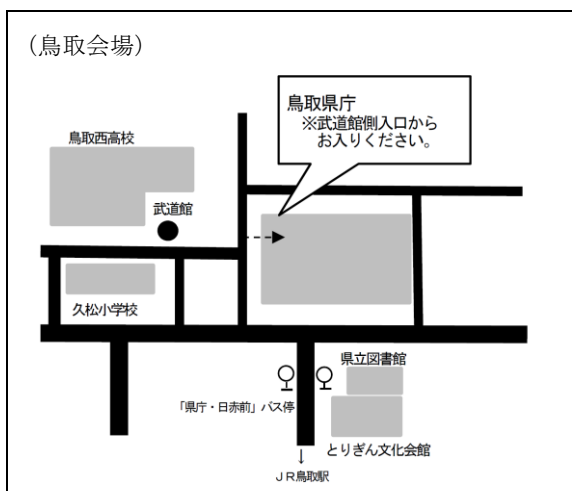 （鳥取会場）
鳥取県庁
※武道館側入口から
お入りください。
鳥取西高校
武道館
久松小学校
県立図書館
「県庁・日赤前」バス停
とりぎん文化会館
↓
ＪＲ鳥取駅